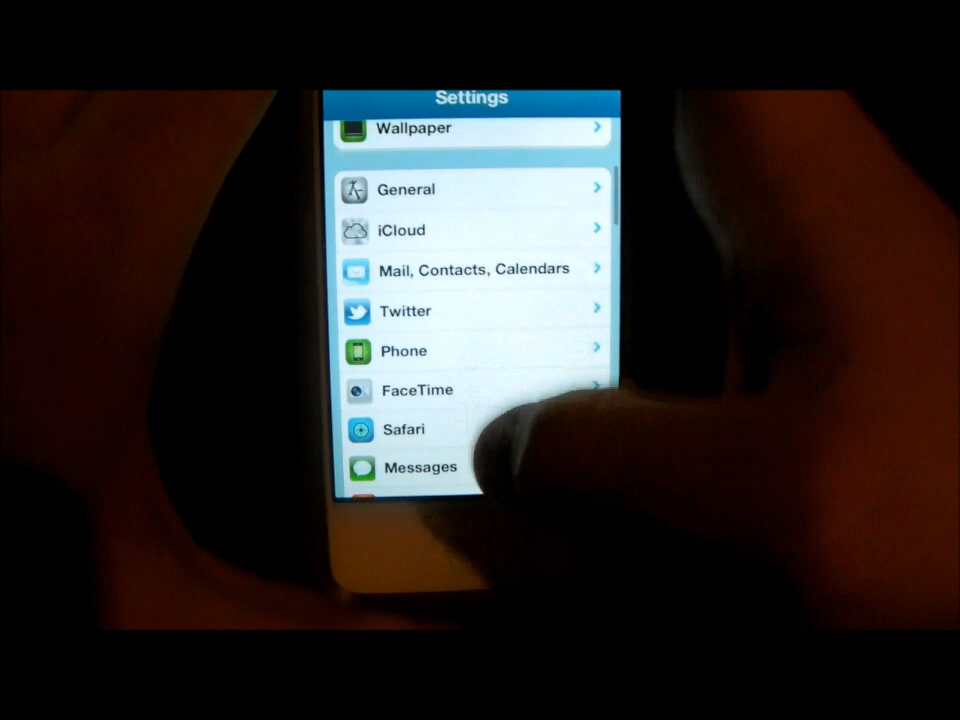 Settings
Wallpaper
General
iCloud
Mail, Contacts, Calendars
Twitter
Phone
FaceTime
Safari
Messages